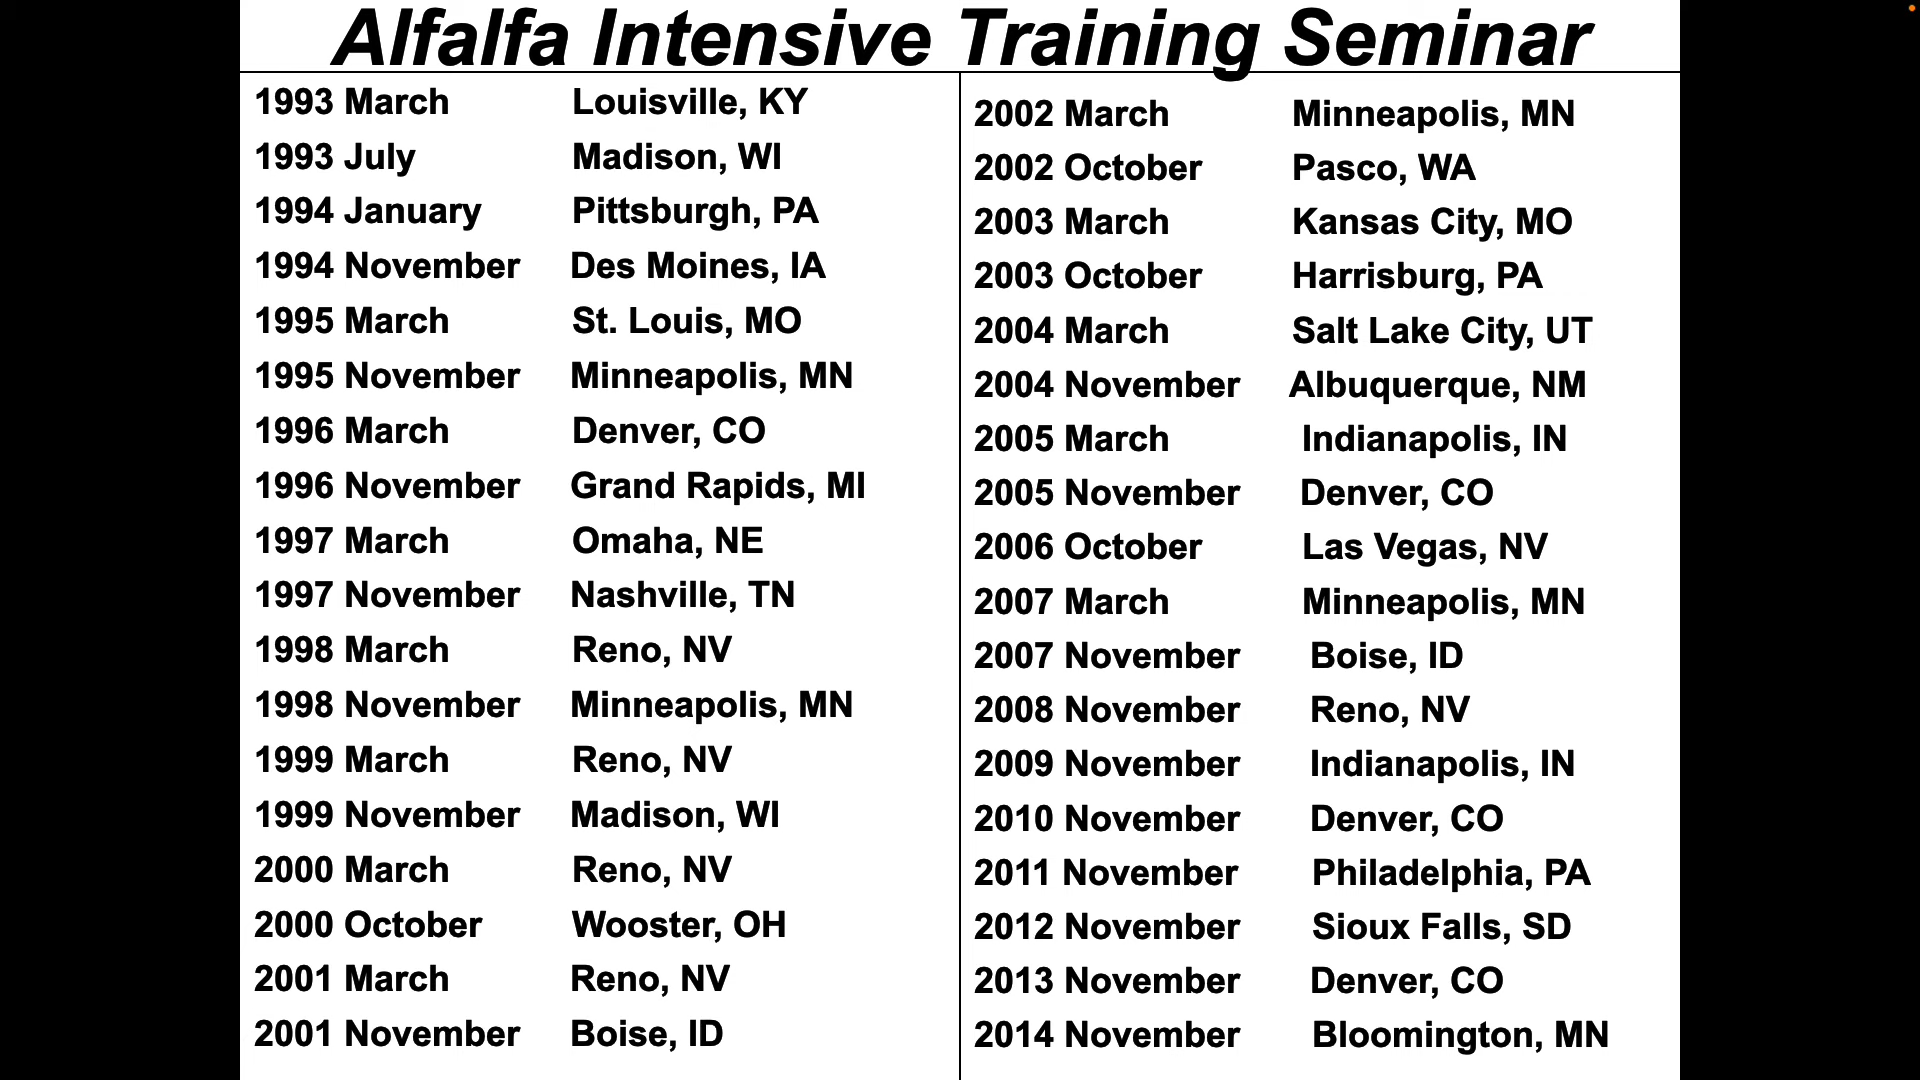 Alfalfa Intensive Training Seminar
1993 March Louisville, KY
1993 July Madison, WI
1994 January Pittsburgh, PA
1994 November Des Moines, IA
1995 March St. Louis, MO
1995 November Minneapolis, MN
1996 March Denver, CO
1996 November Grand Rapids, MI
1997 March Omaha, NE
1997 November Nashville, TN
1998 March Reno, NV
1998 November Minneapolis, MN
1999 March Reno, NV
1999 November Madison, WI
2000 March Reno, NV
2000 October Wooster, OH
2001 March Reno, NV
2001 November Boise, ID
2002 March Minneapolis, MN
2002 October Pasco, WA
2003 March Kansas City, MO
2003 October Harrisburg, PA
2004 March Salt Lake City, UT
2004 November Albuquerque, NM
2005 March Indianapolis, IN
2005 November Denver, CO
2006 October Las Vegas, NV
2007 March Minneapolis, MN
2007 November Boise, ID
2008 November Reno, NV
2009 November Indianapolis, IN
2010 November Denver, CO
2011 November Philadelphia, PA
2012 November Sioux Falls, SD
2013 November Denver, CO
2014 November Bloomington, MN